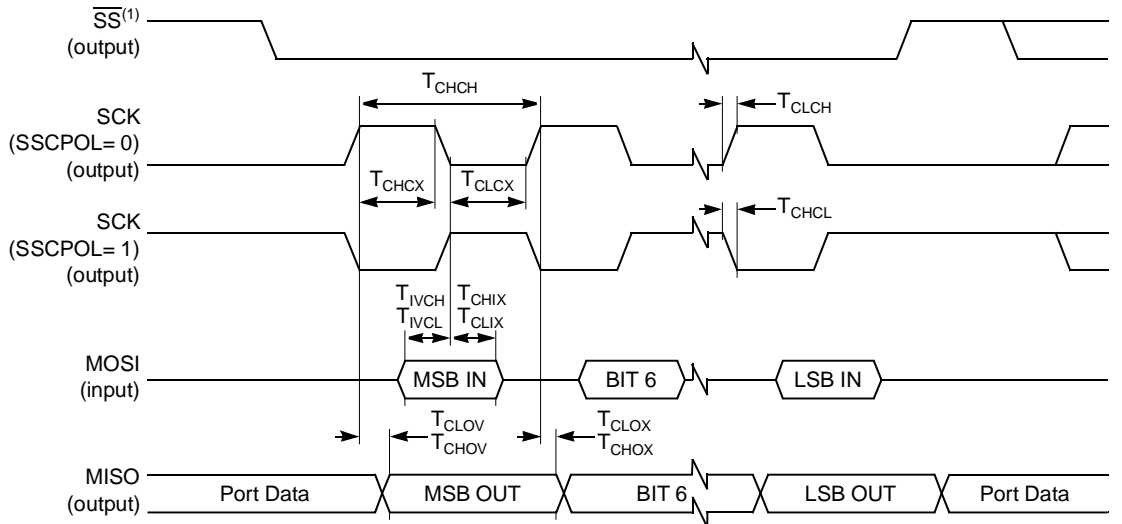 SS(1)
(output)
TCHCH
SCK
(SSCPOL= 0)
(output)
TCLCH
TCHCX
TCLCX
SCK
(SSCPOL= 1)
(output)
TCHCL
TIVCH
TIVCL
TCHIX
TCLIX
MOSI
(input)
MSB IN
BIT 6
LSB IN
TCLOV
TCHOV
TCLOX
TCHOX
MISO
(output)
Port Data
MSB OUT
BIT 6
LSB OUT
Port Data